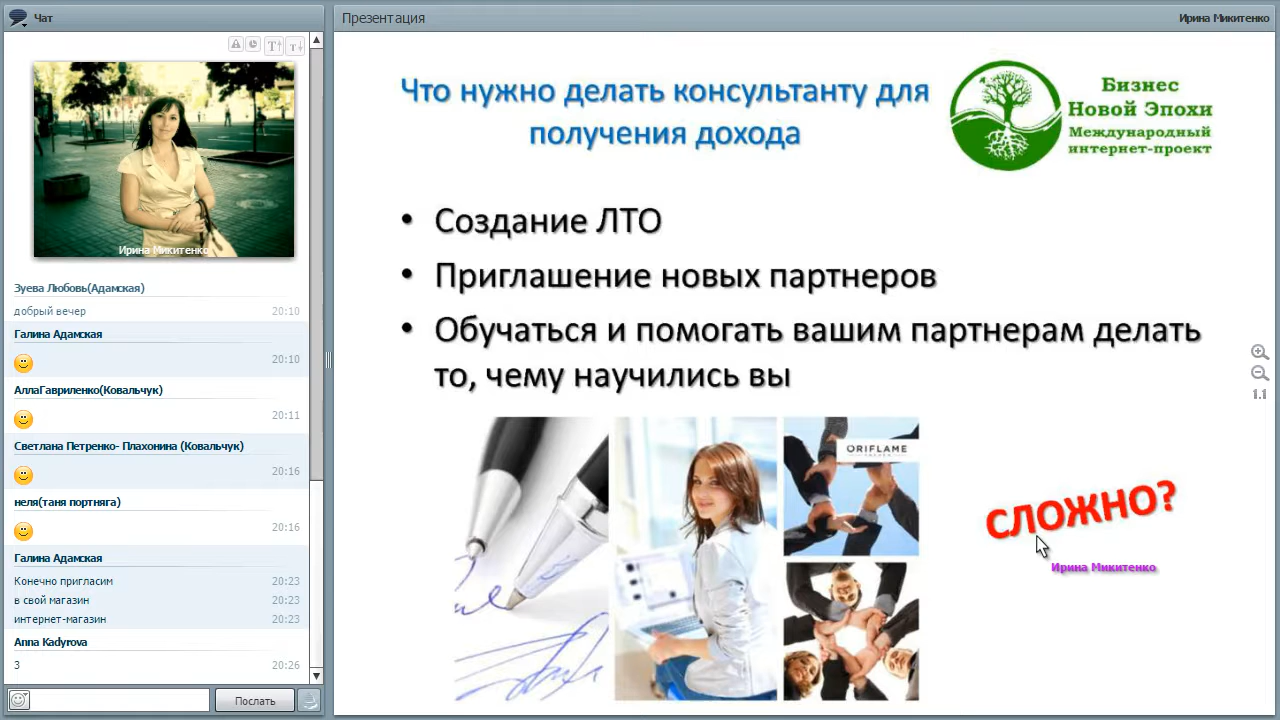 Чат
Ирина Микитенко
Зуева Любовь(Адамская)
добрый вечер 20:10
Галина Адамская
20:10
АллаГавриленко(Ковальчук)
20:11
Светлана Петренко- Плахонина (Ковальчук)
20:16
неля(таня портняга)
20:16
Галина Адамская
Конечно пригласим 20:23
в свой магазин 20:23
интернет-магазин 20:23
Anna Kadyrova
3 20:26
Послать
Презентация
Ирина Микитенко
Что нужно делать консультанту для
получения дохода
Бизнес
Новой Эпохи
Международный
интернет-проект
• Создание ЛТО
• Приглашение новых партнеров
• Обучаться и помогать вашим партнерам делать
то, чему научились вы
ORIFLAME
СЛОЖНО?
Ирина Микитенко
1.1